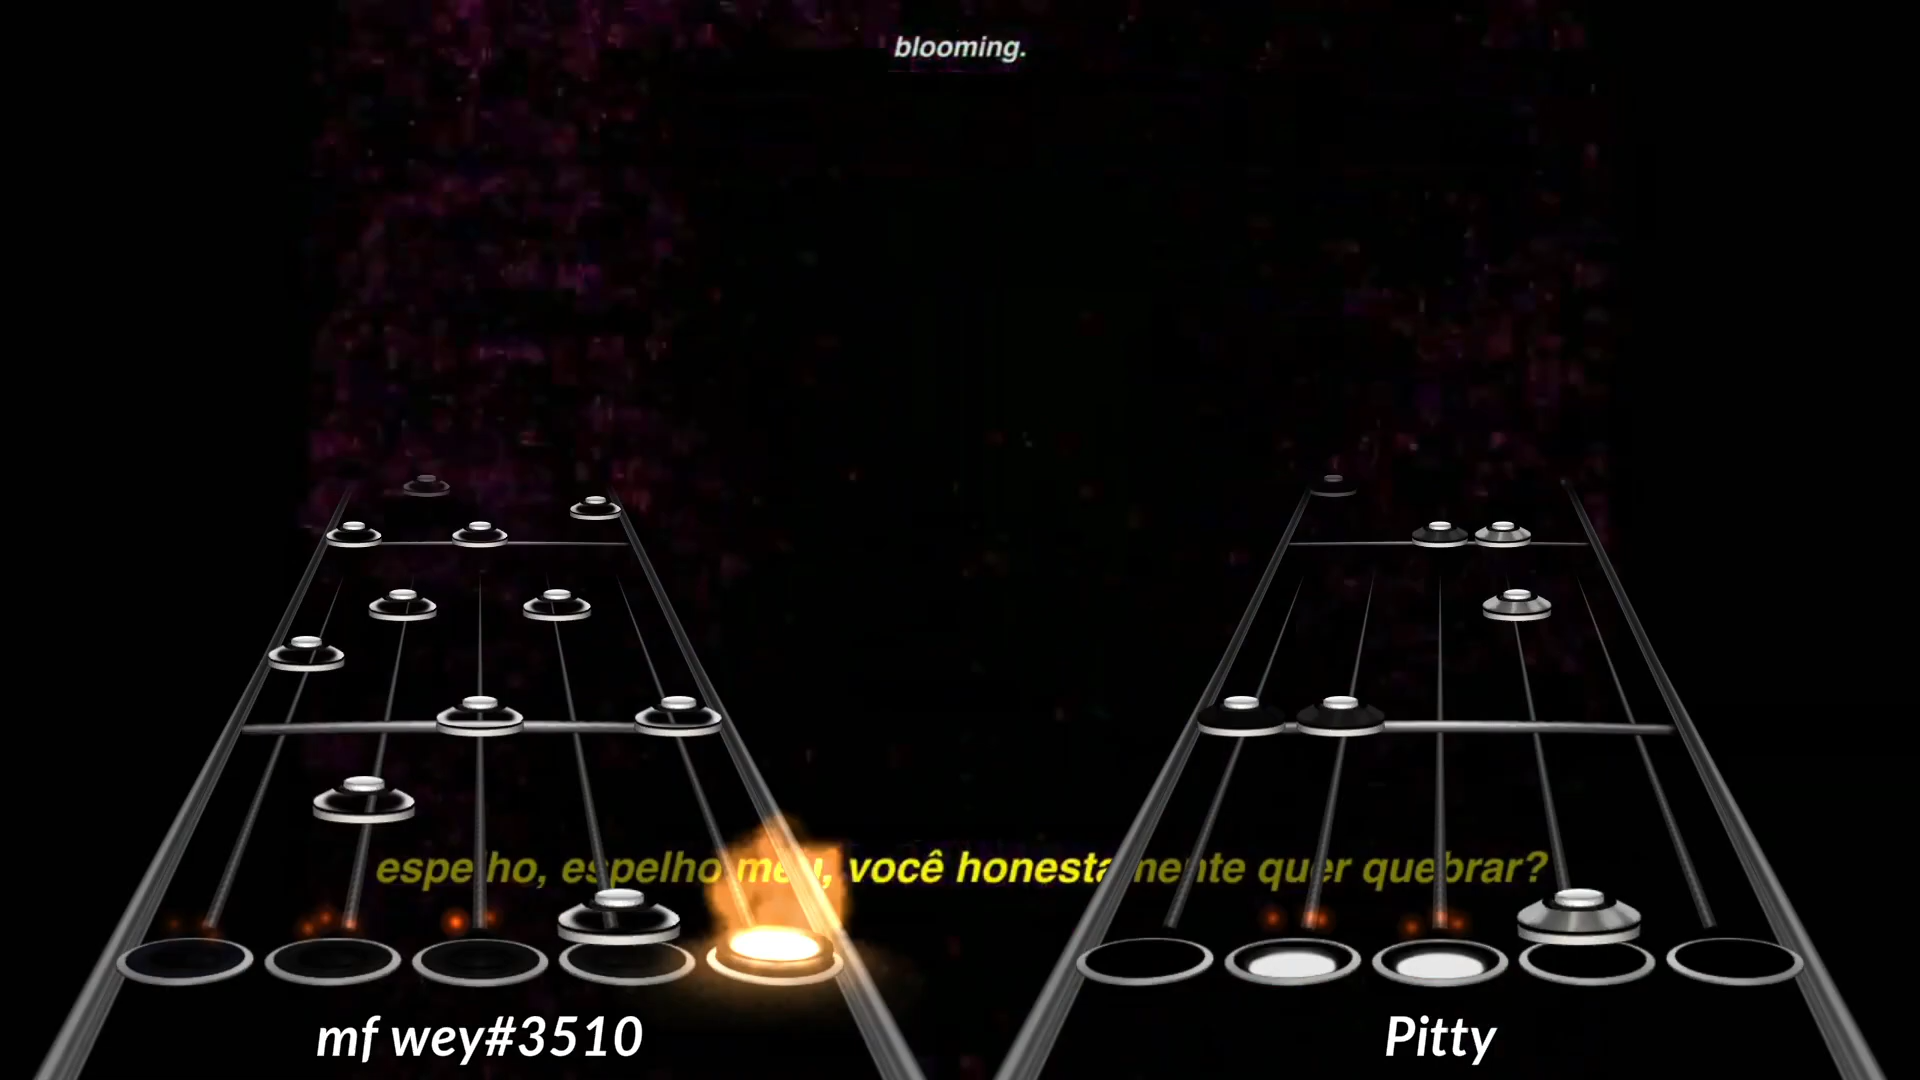 blooming.
espelho, espelho meu, você honestamente quer quebrar?
mf wey#3510
Pitty